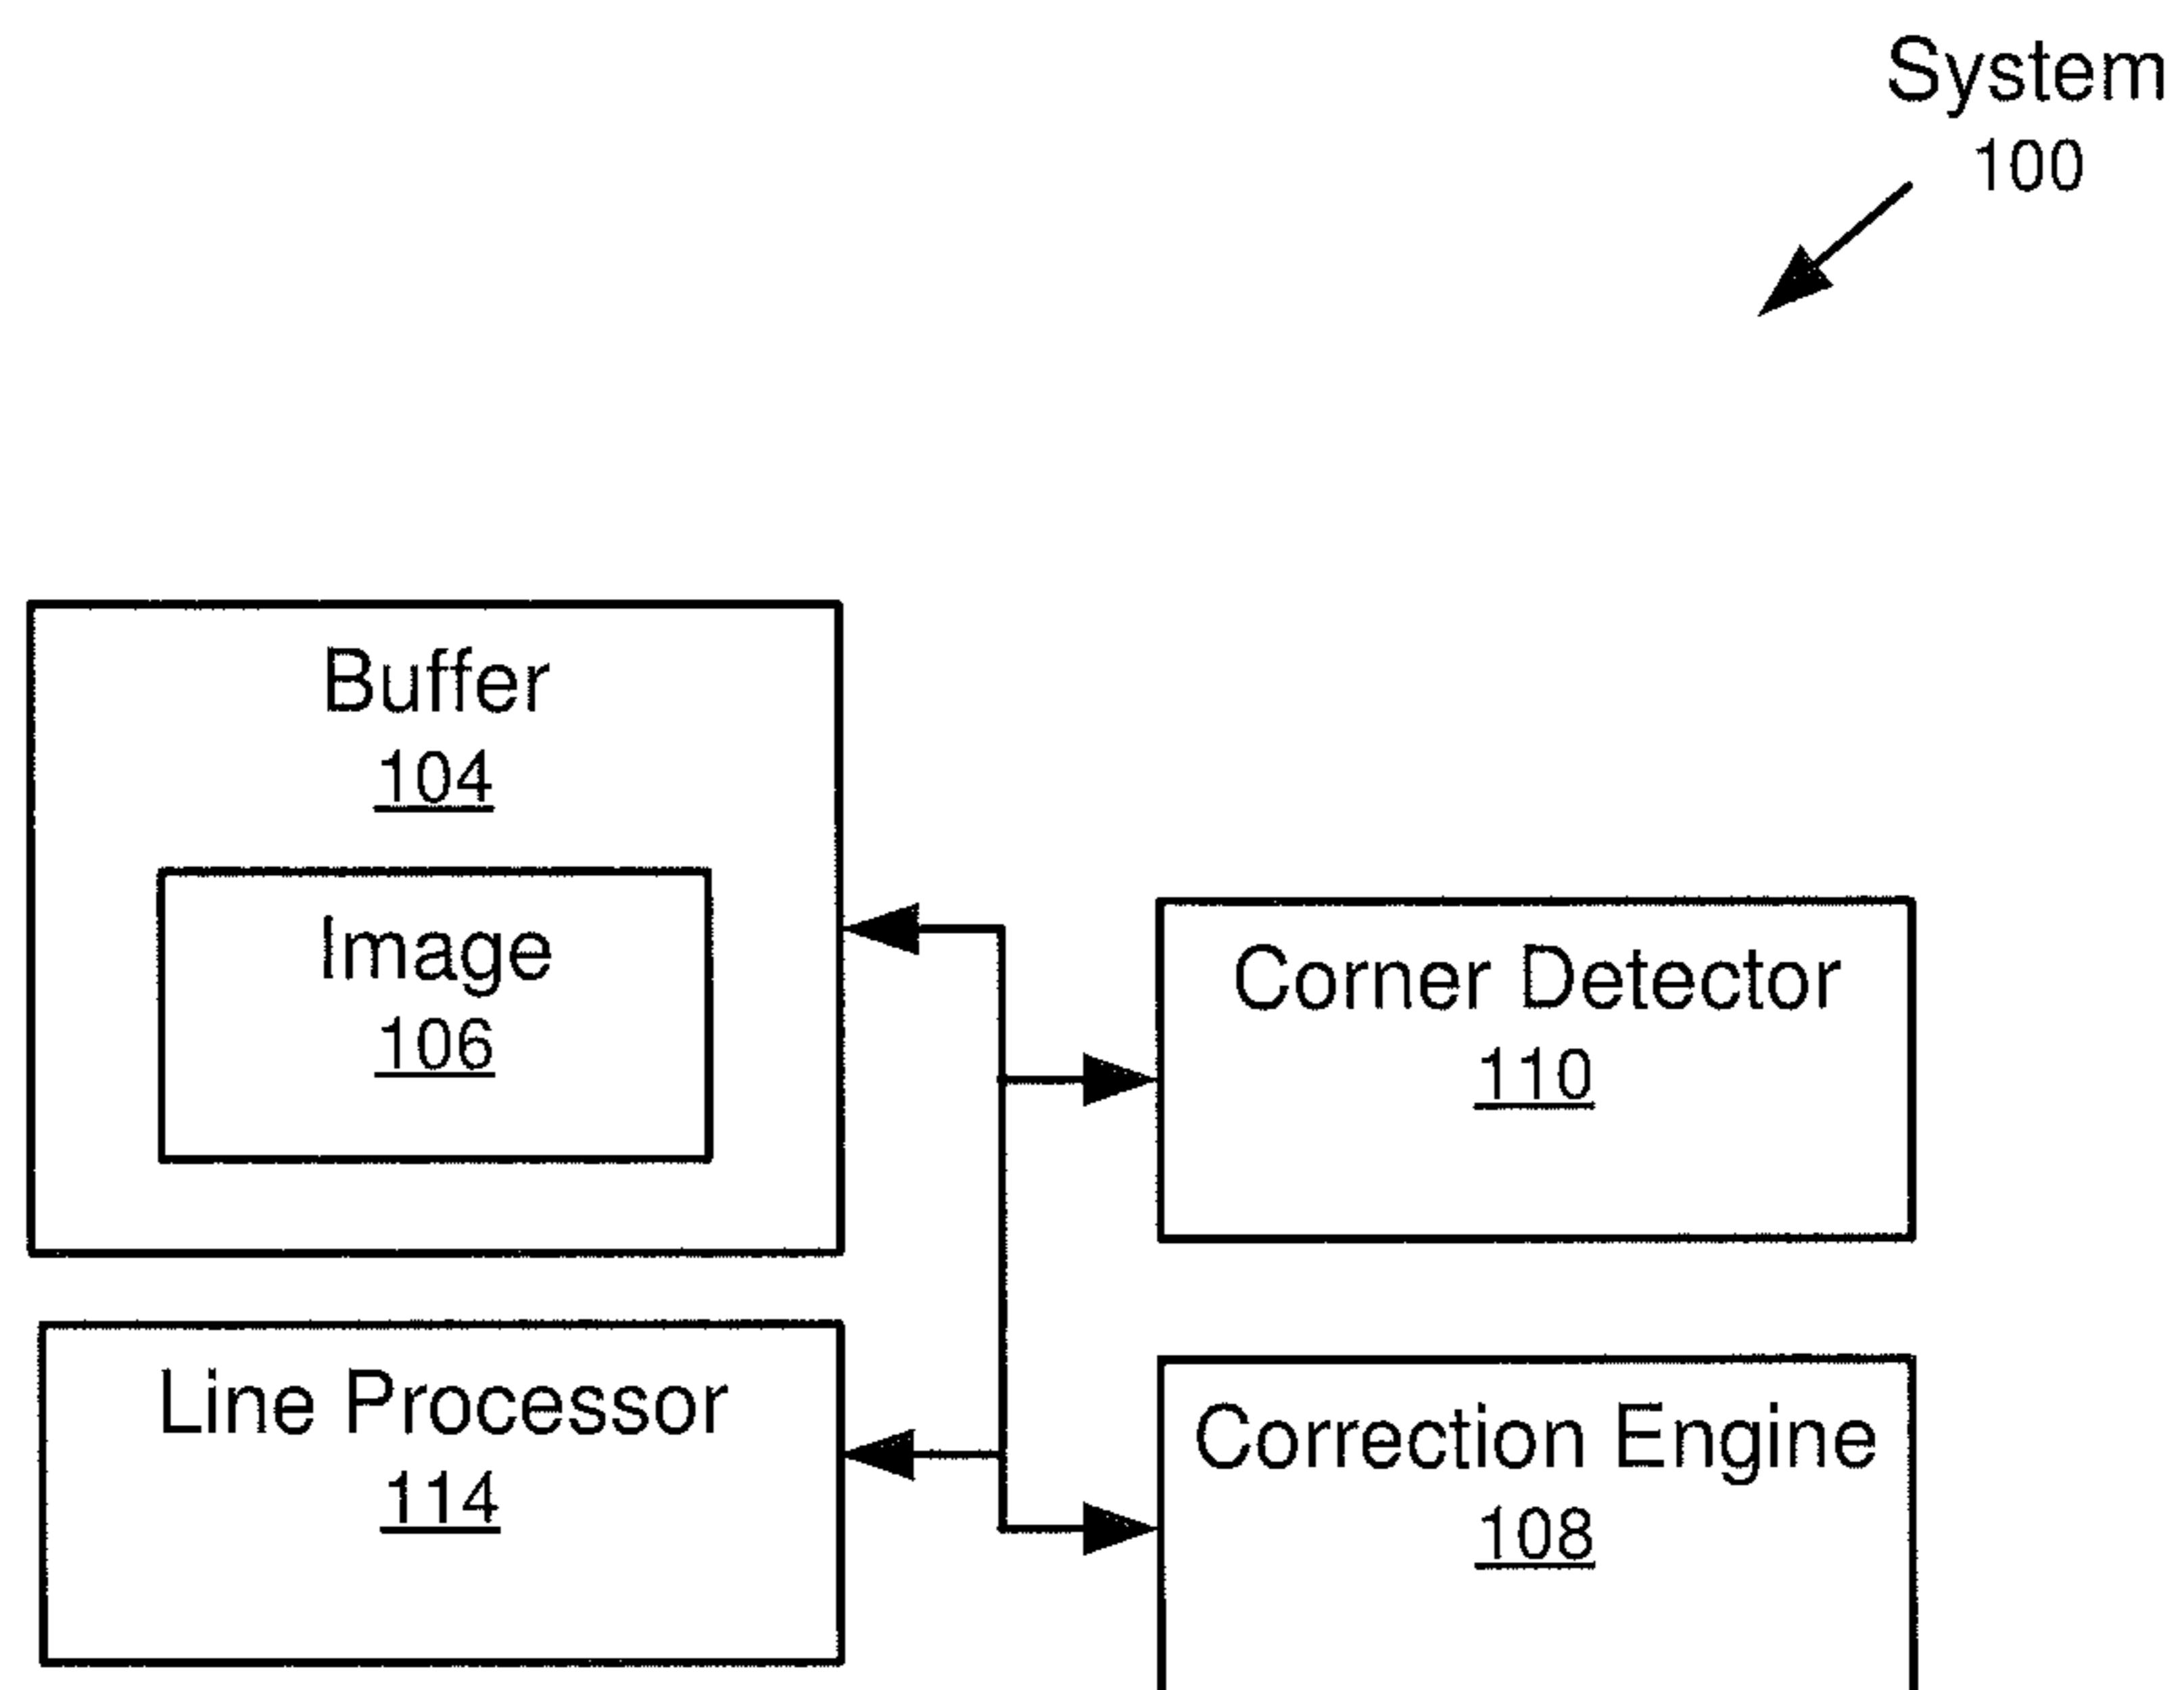 System
100
Buffer
104
Image
106
Corner Detector
110
Line Processor
114
Correction Engine
108